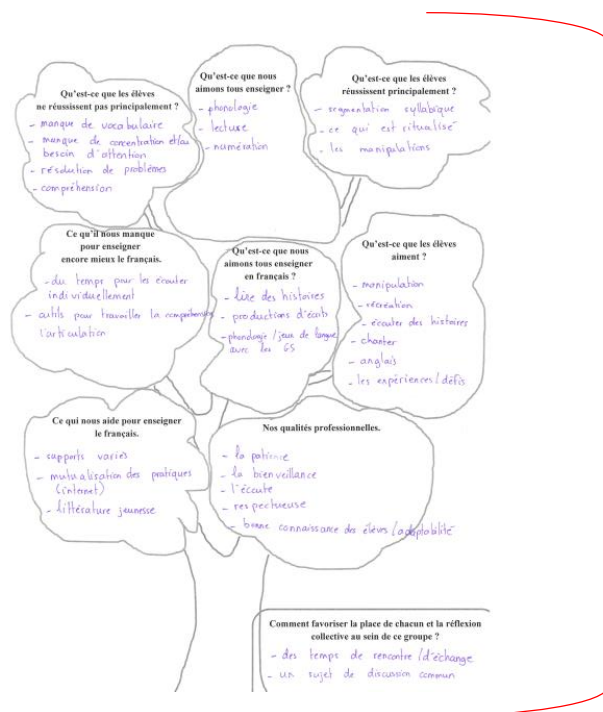 Qu'est-ce que les élèves
ne réussissent pas principalement ?
- manque de vocabulaire
- manque de concentration et/ou
besoin d'attention
- résolution de problèmes
- compréhension
Qu'est-ce que nous
aimons tous enseigner ?
- phonologie
- lecture
- numération
Qu'est-ce que les élèves
réussissent principalement ?
- segmentation syllabique
- ce qui est ritualisé
- les manipulations
Ce qu'il nous manque
pour enseigner
encore mieux le français.
- du temps pour les écouter
individuellement
- outils pour travailler la compréhension
l'articulation
Qu'est-ce que nous
aimons tous enseigner
en français ?
- lire des histoires
- productions d'écrits
- phonologie / jeux de langue
avec les GS
Qu'est-ce que les élèves
aiment ?
- manipulation
- récréation
- écouter des histoires
- chanter
- anglais
- les expériences / défis
Ce qui nous aide pour enseigner
le français.
- supports variés
- mutualisation des pratiques
(internet)
- littérature jeunesse
Nos qualités professionnelles.
- la patience
- la bienveillance
- l'écoute
- respectueuse
- bonne connaissance des élèves / adaptabilité
Comment favoriser la place de chacun et la réflexion
collective au sein de ce groupe ?
- des temps de rencontre / d'échange
- un sujet de discussion commun